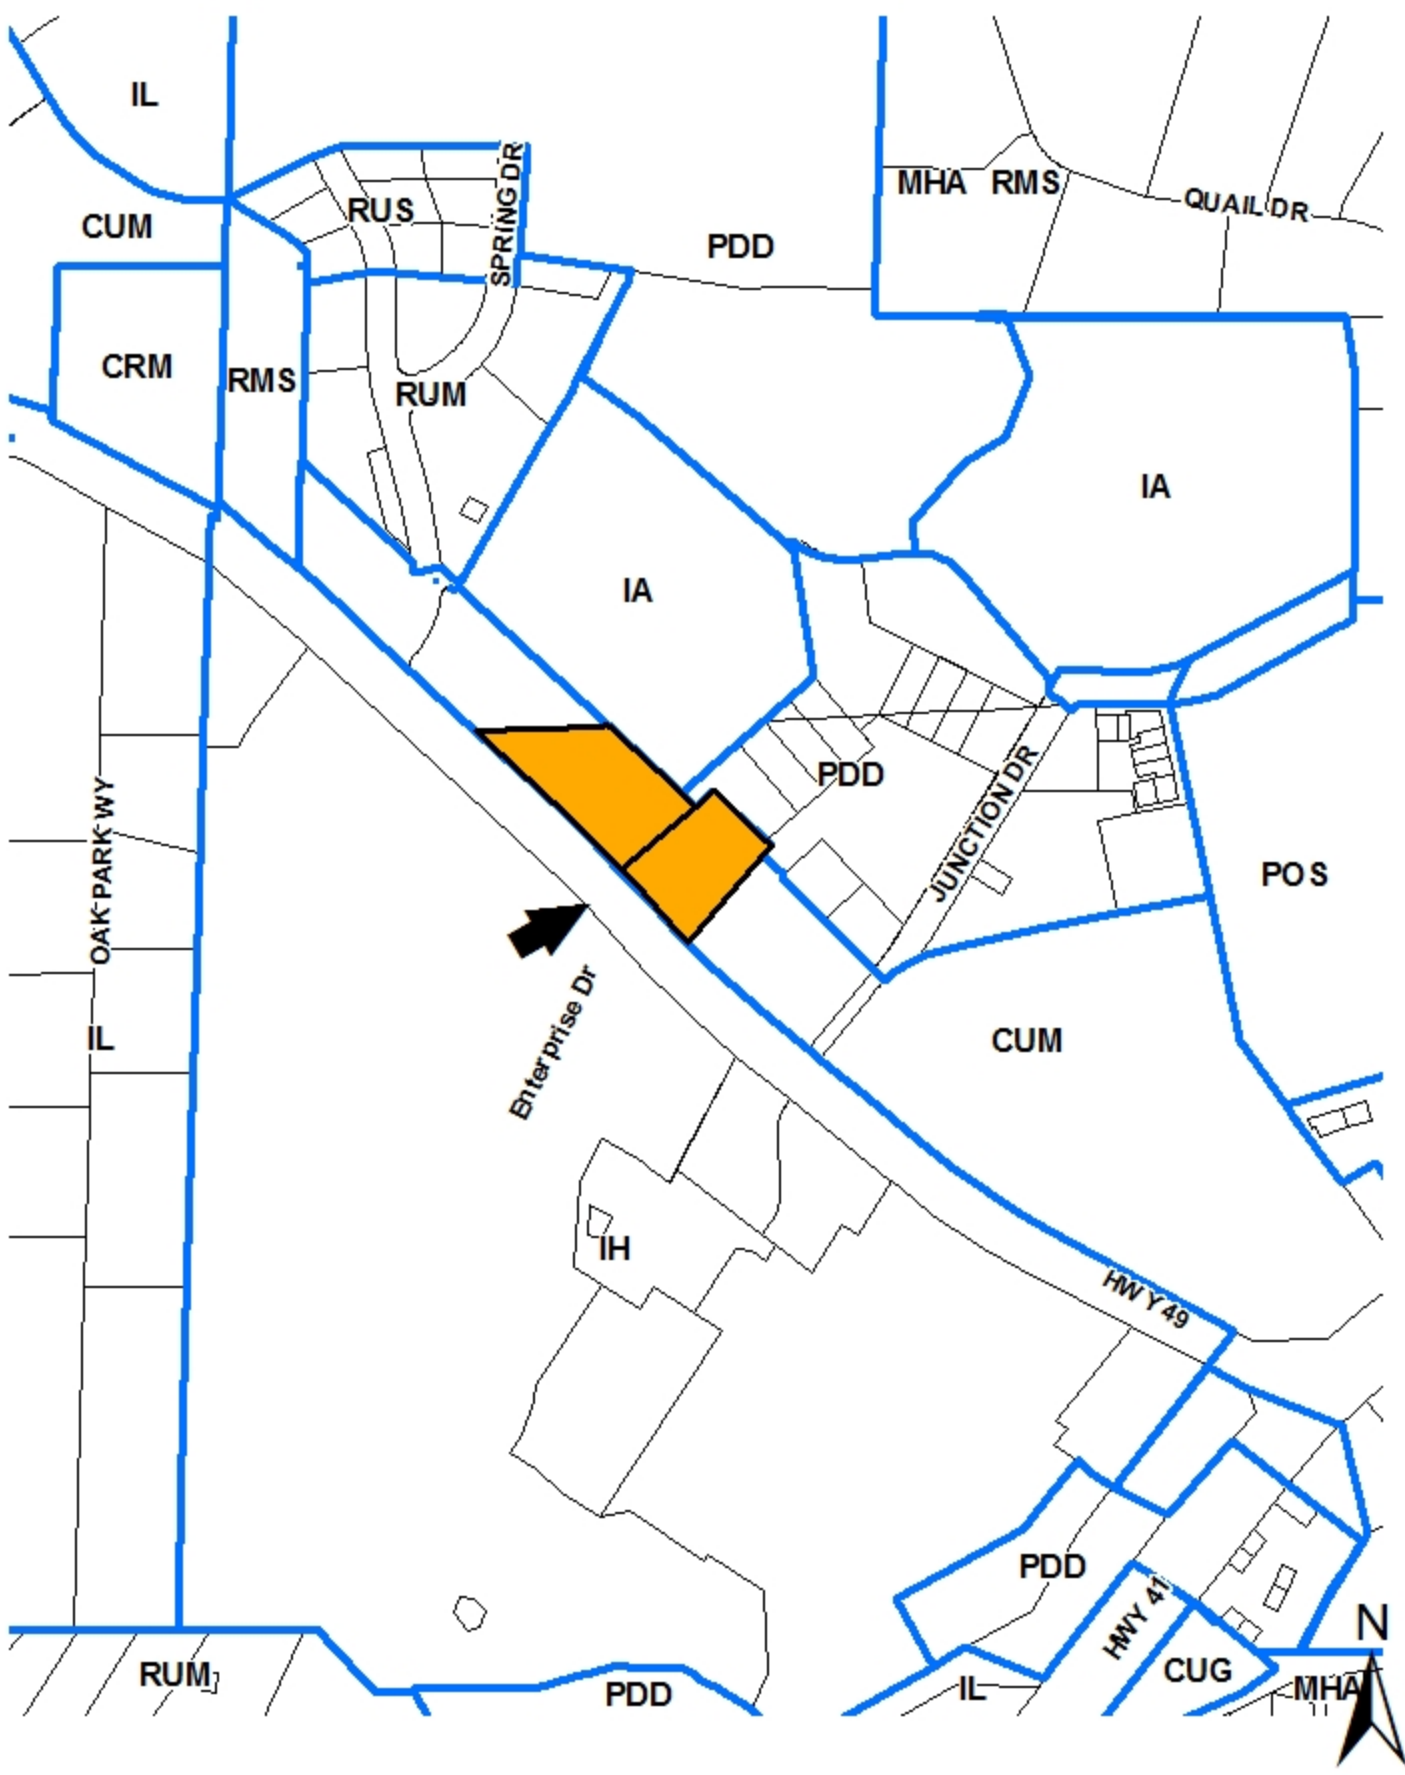 IL
MHA RMS
QUAIL DR
RUS
SPRING DR
CUM
PDD
CRM
RMS
RUM
IA
IA
PDD
JUNCTION DR
OAK PARK WY
POS
Enterprise Dr
IL
CUM
IH
HWY 49
PDD
HWY 41
N
RUM
PDD
IL
CUG
MHA